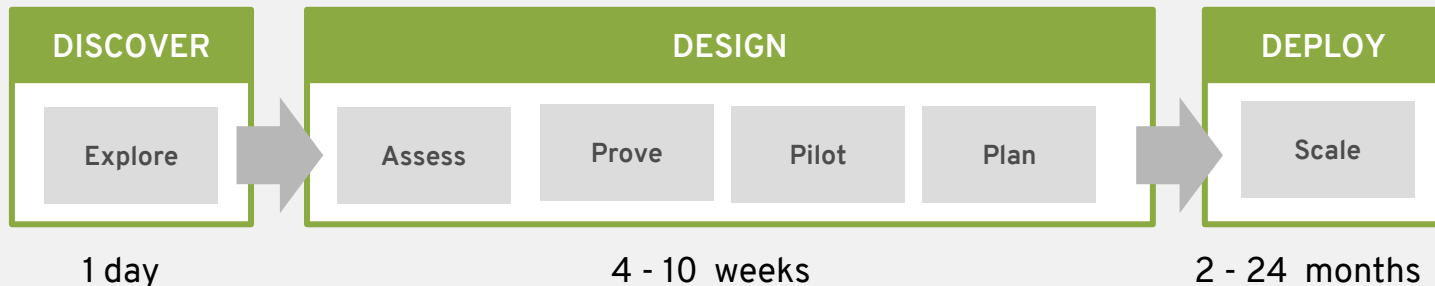 DISCOVER
DESIGN
DEPLOY
Explore
Assess
Prove
Pilot
Plan
Scale
1 day
4 - 10 weeks
2 - 24 months